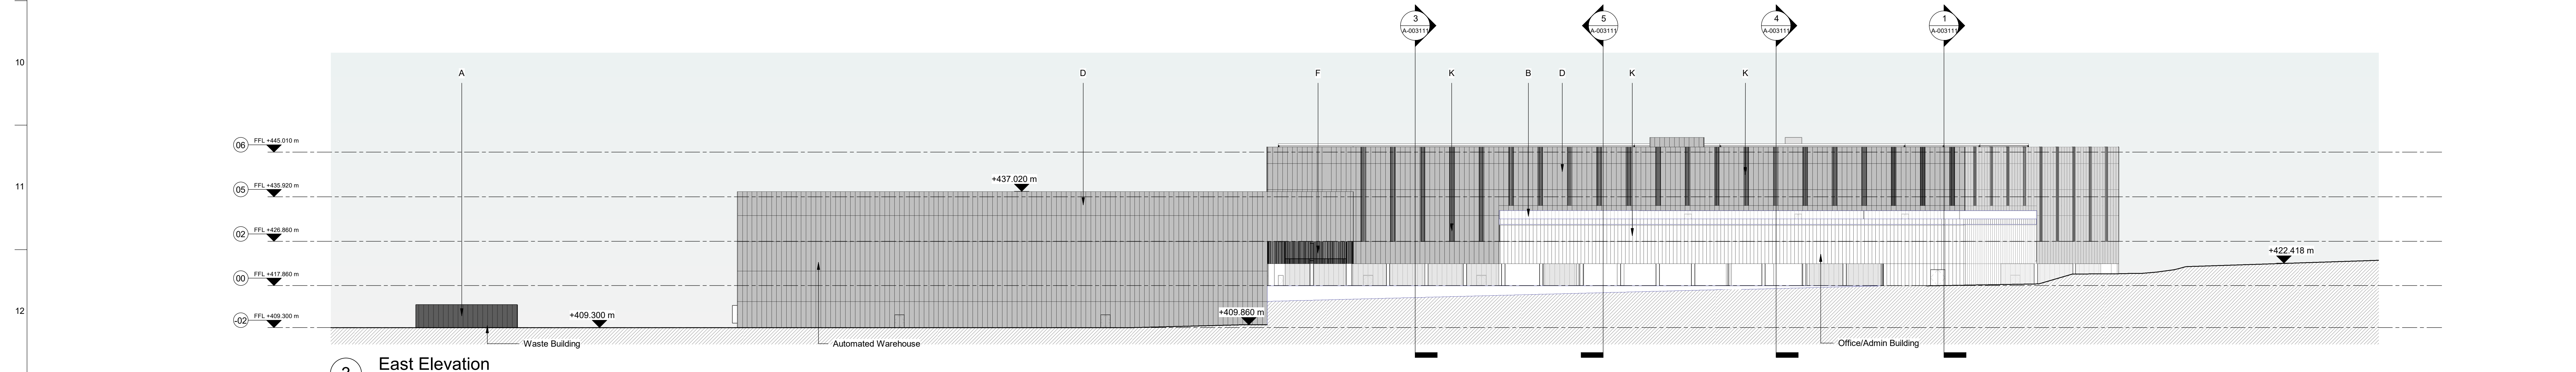 3
A-003111
5
A-003111
4
A-003111
1
A-003111
10
A
D
F
K
B
D
K
K
06
FFL +445.010 m
11
05
FFL +435.920 m
+437.020 m
02
FFL +426.860 m
+422.418 m
00
FFL +417.860 m
12
-02
FFL +409.300 m
+409.300 m
+409.860 m
Waste Building
Automated Warehouse
Office/Admin Building
East Elevation